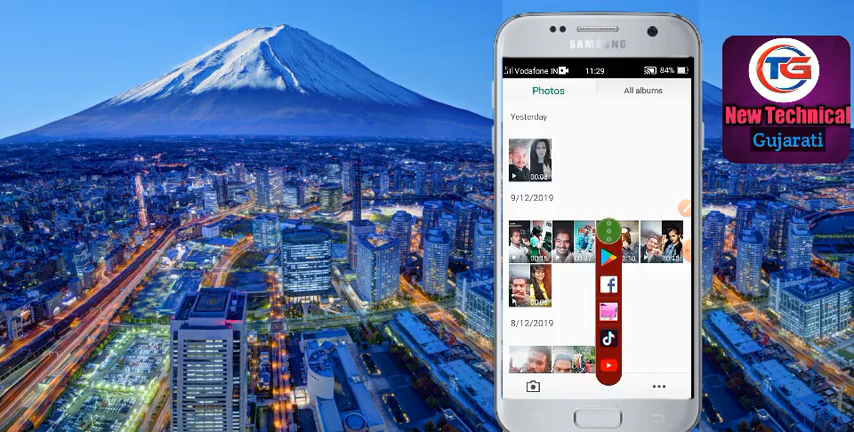 SAMSUNG
Vodafone IN 11:29 84%
Photos All albums
Yesterday
00:08
9/12/2019
8/12/2019
TG
New Technical
Gujarati